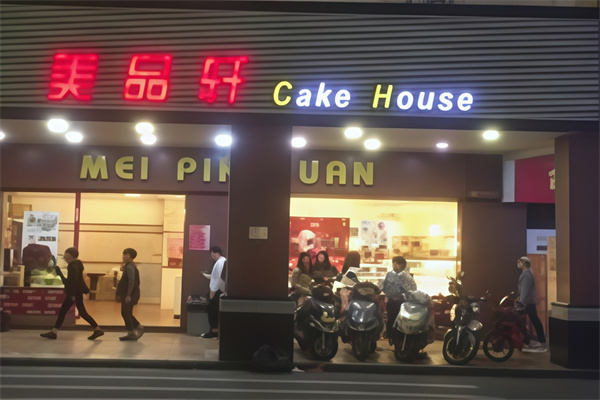 美品轩 Cake House
MEI PIN UAN